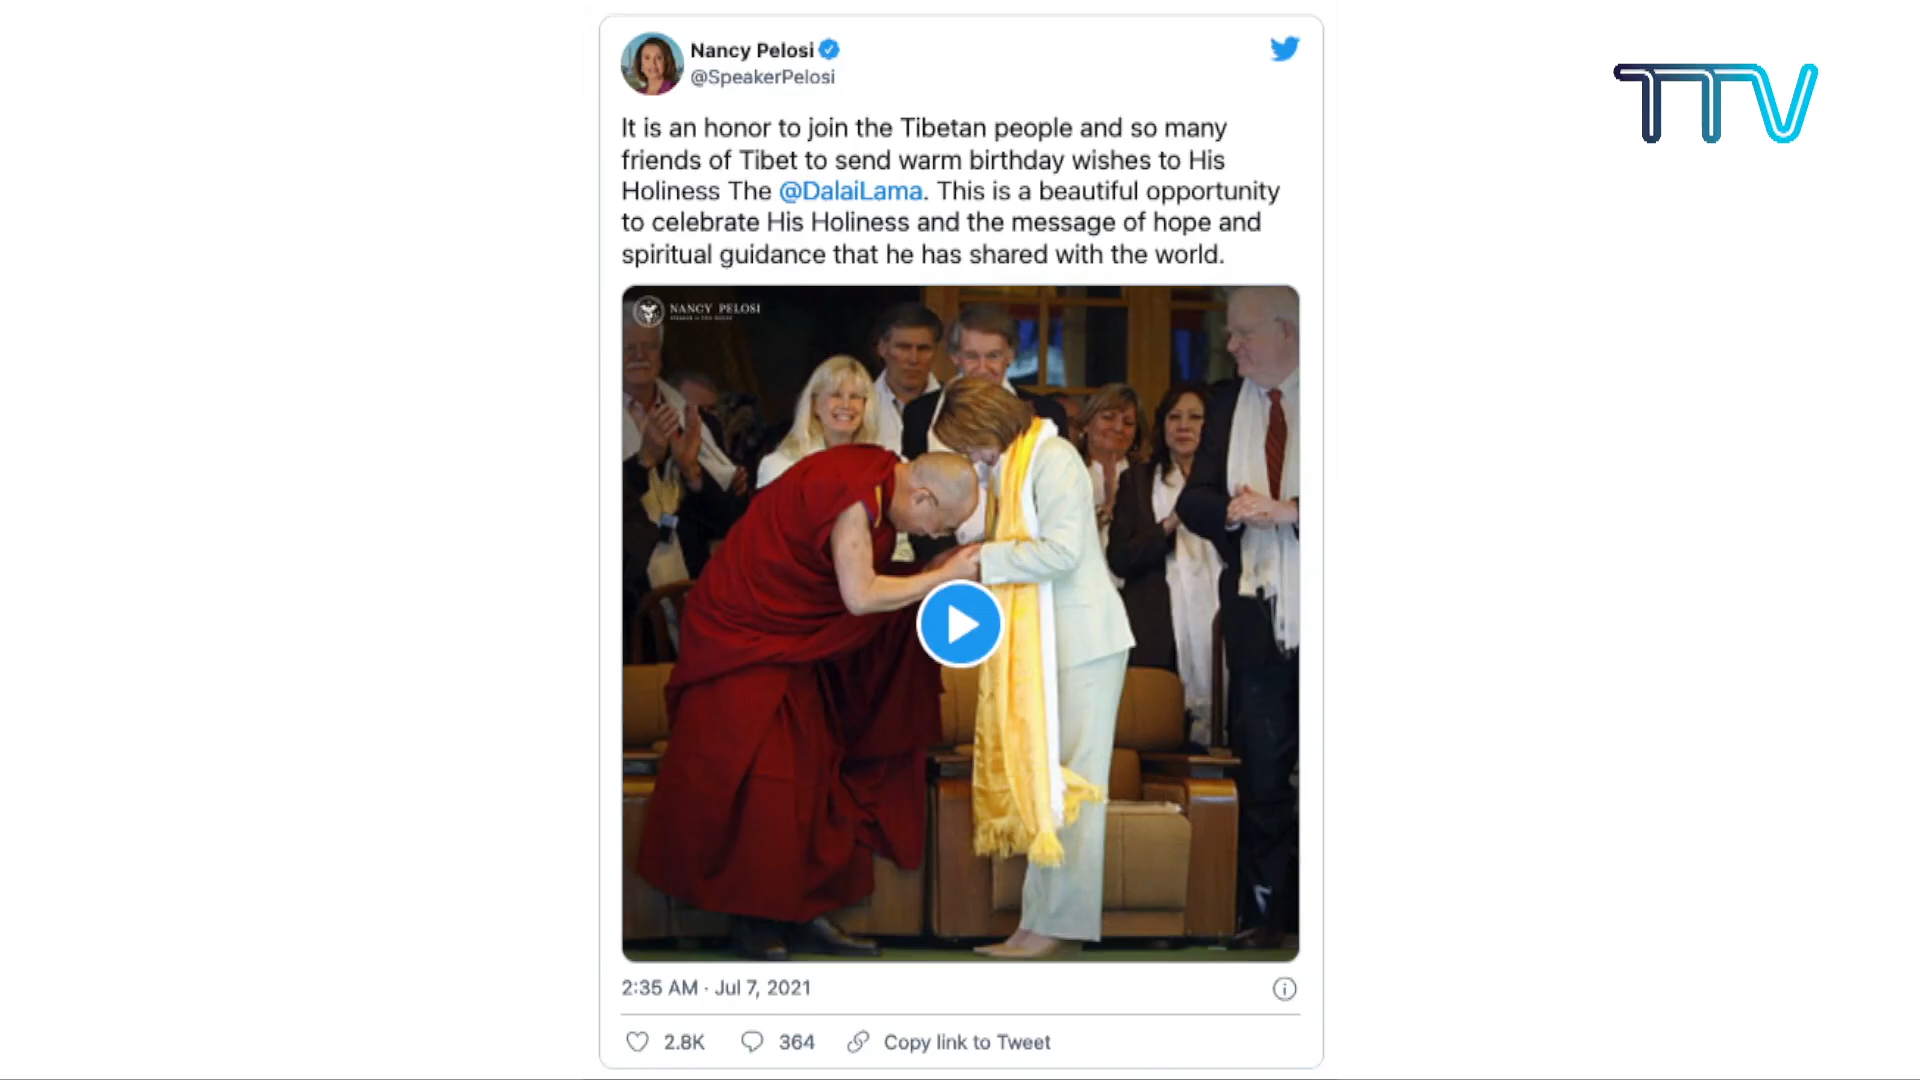 Nancy Pelosi
@SpeakerPelosi
TTV
It is an honor to join the Tibetan people and so many
friends of Tibet to send warm birthday wishes to His
Holiness The @DalaiLama. This is a beautiful opportunity
to celebrate His Holiness and the message of hope and
spiritual guidance that he has shared with the world.
NANCY PELOSI
2:35 AM · Jul 7, 2021
2.8K 364 Copy link to Tweet